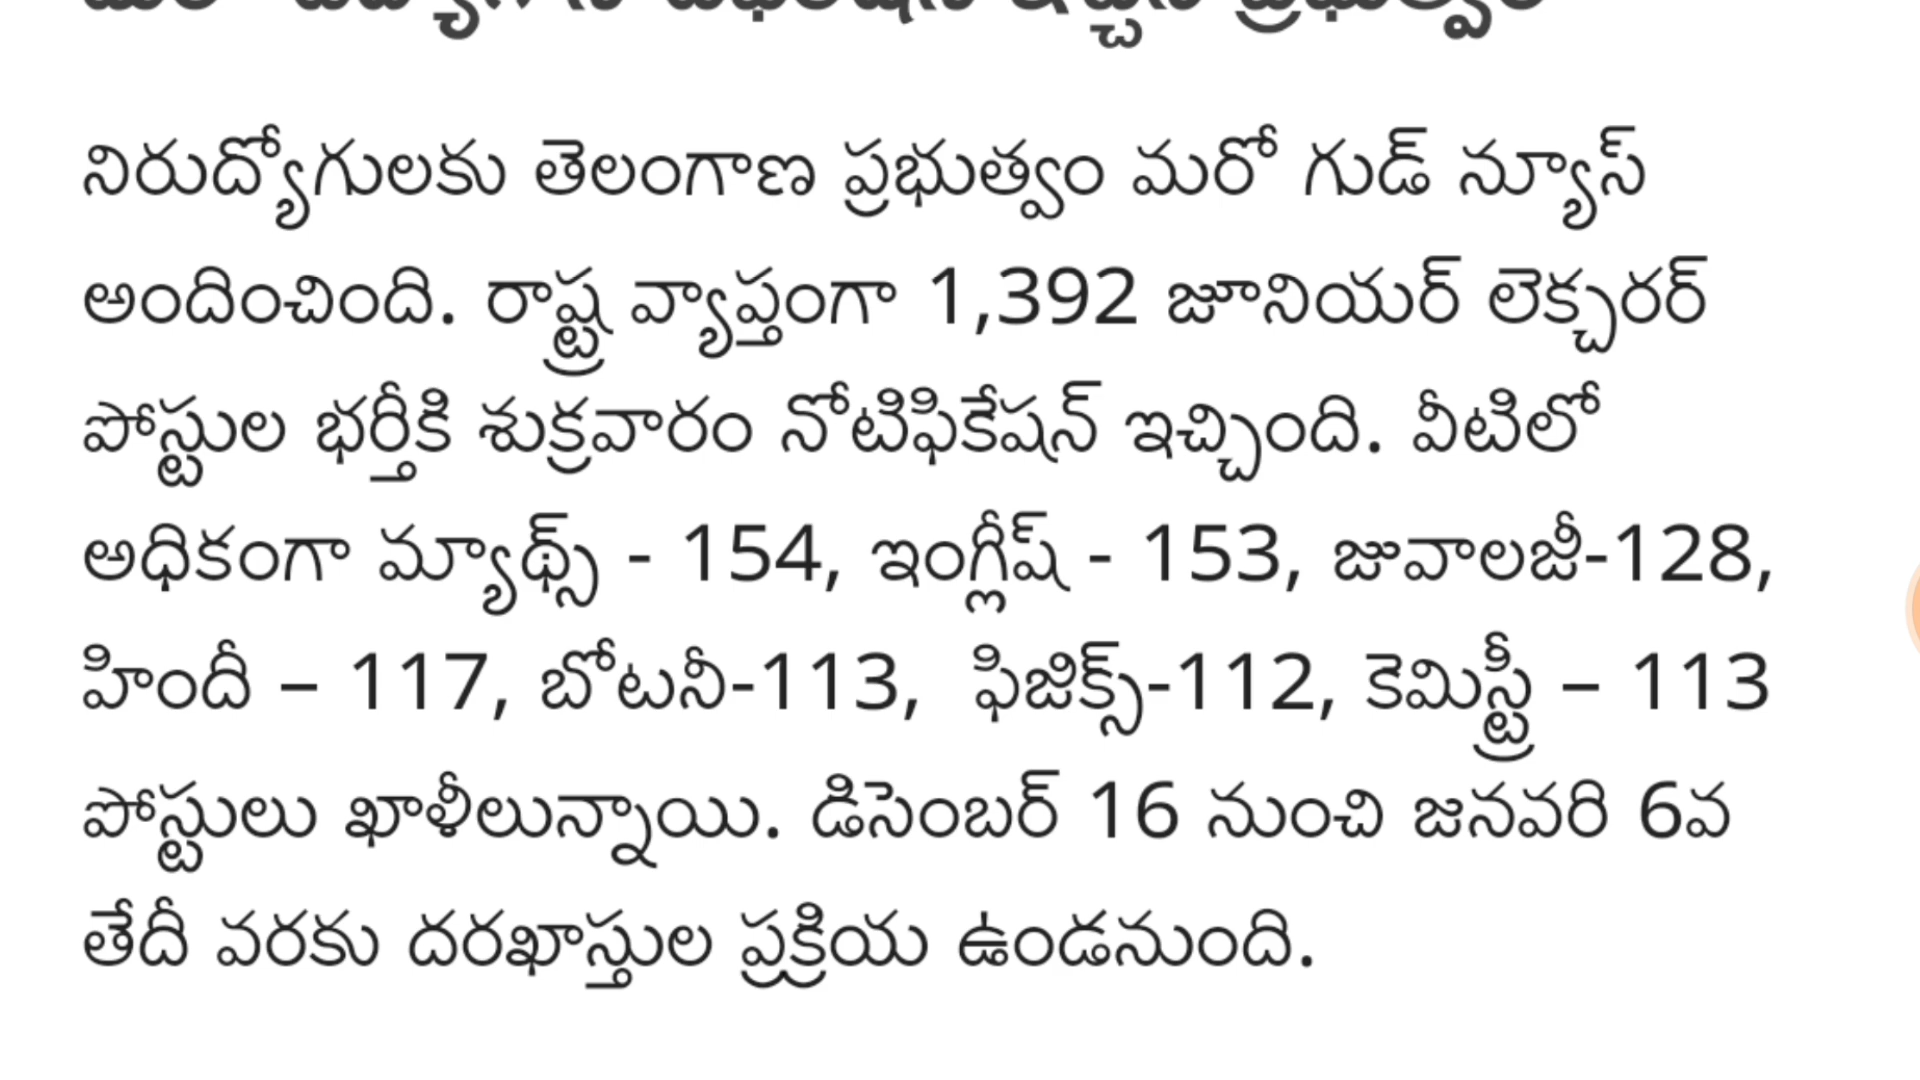 నిరుద్యోగులకు తెలంగాణ ప్రభుత్వం మరో గుడ్ న్యూస్
అందించింది. రాష్ట్ర వ్యాప్తంగా 1,392 జూనియర్ లెక్చరర్
పోస్టుల భర్తీకి శుక్రవారం నోటిఫికేషన్ ఇచ్చింది. వీటిలో
అధికంగా మ్యాథ్స్ - 154, ఇంగ్లీష్ - 153, జువాలజీ-128,
హిందీ – 117, బోటనీ-113, ఫిజిక్స్-112, కెమిస్ట్రీ – 113
పోస్టులు ఖాళీలున్నాయి. డిసెంబర్ 16 నుంచి జనవరి 6వ
తేదీ వరకు దరఖాస్తుల ప్రక్రియ ఉండనుంది.